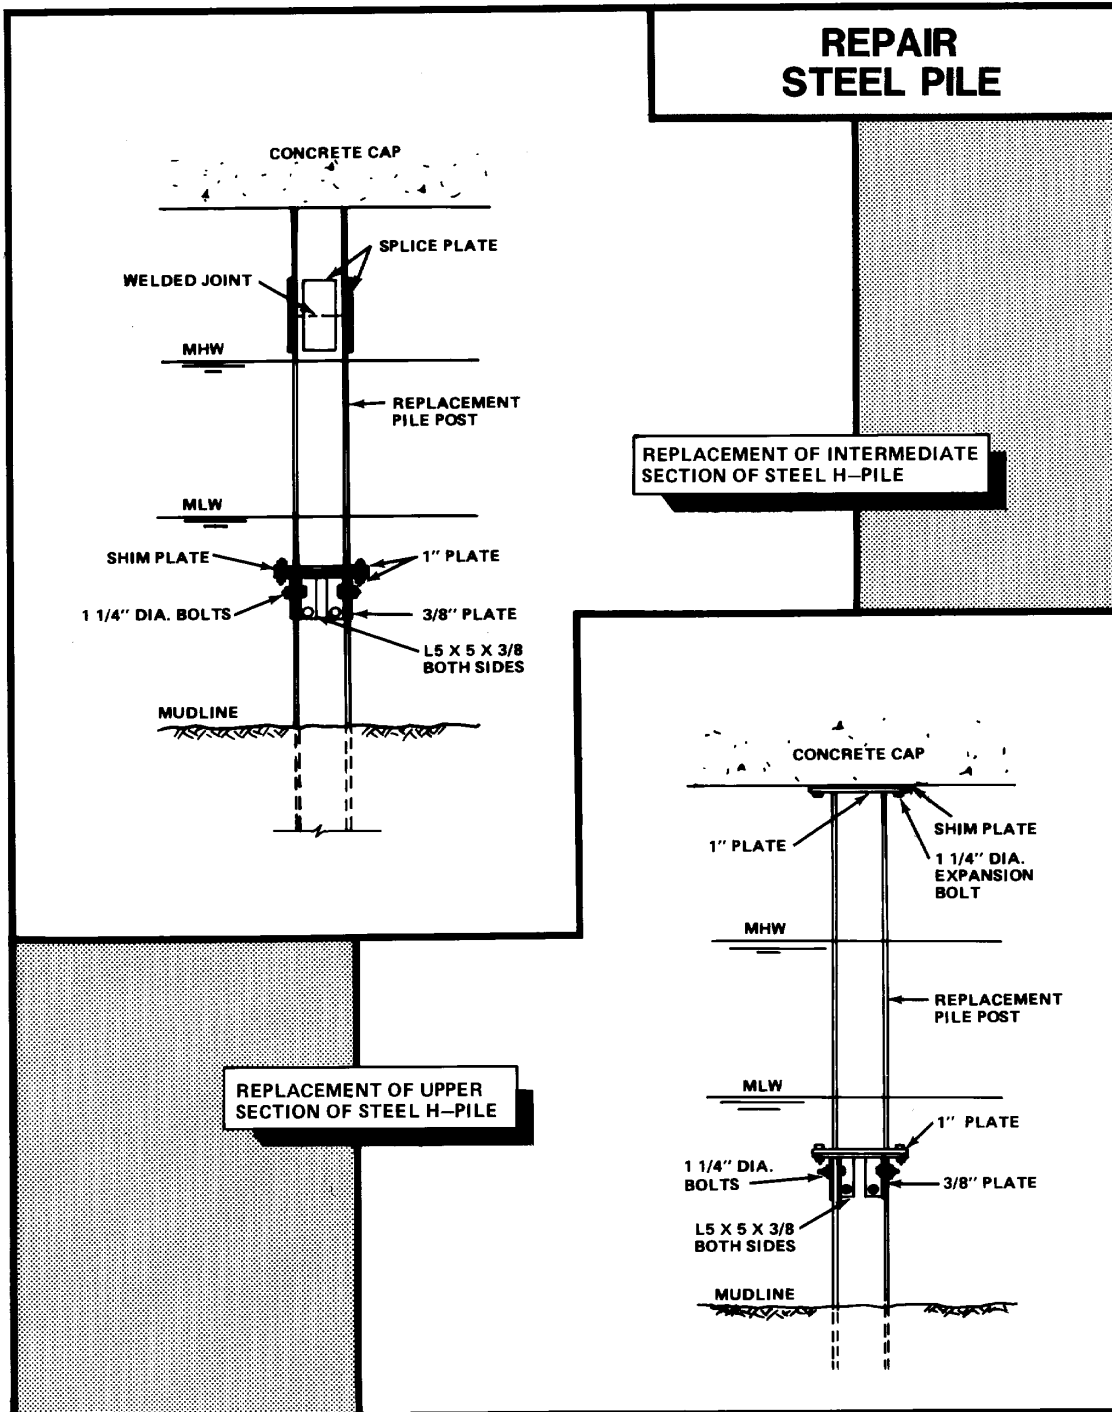 REPAIR
STEEL PILE
CONCRETE CAP
SPLICE PLATE
WELDED JOINT
MHW
REPLACEMENT
PILE POST
REPLACEMENT OF INTERMEDIATE
SECTION OF STEEL H-PILE
MLW
SHIM PLATE
1" PLATE
1 1/4" DIA. BOLTS
3/8" PLATE
L5 X 5 X 3/8
BOTH SIDES
MUDLINE
CONCRETE CAP
1" PLATE
SHIM PLATE
1 1/4" DIA.
EXPANSION
BOLT
MHW
REPLACEMENT
PILE POST
REPLACEMENT OF UPPER
SECTION OF STEEL H-PILE
MLW
1" PLATE
1 1/4" DIA.
BOLTS
3/8" PLATE
L5 X 5 X 3/8
BOTH SIDES
MUDLINE